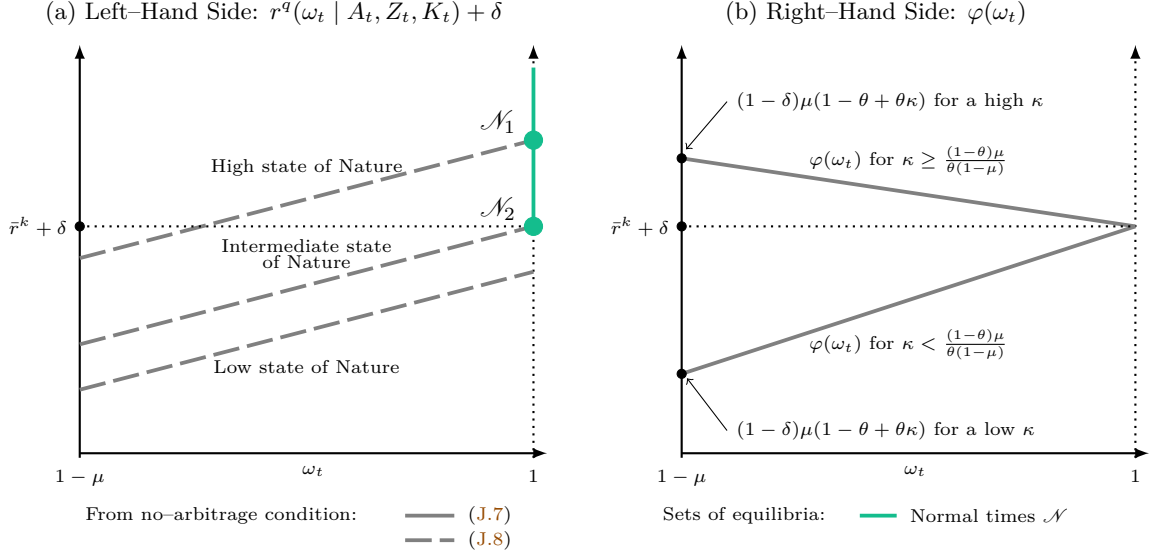 (a) Left–Hand Side: r^q(ω_t | A_t, Z_t, K_t) + δ
𝒩_1
High state of Nature
𝒩_2
r̄^k + δ
Intermediate state
of Nature
Low state of Nature
1 − μ
ω_t
1
(b) Right–Hand Side: φ(ω_t)
(1 − δ)μ(1 − θ + θκ) for a high κ
φ(ω_t) for κ ≥ (1−θ)μ / θ(1−μ)
r̄^k + δ
φ(ω_t) for κ < (1−θ)μ / θ(1−μ)
(1 − δ)μ(1 − θ + θκ) for a low κ
1 − μ
ω_t
1
From no–arbitrage condition:
(J.7)
(J.8)
Sets of equilibria:
Normal times 𝒩